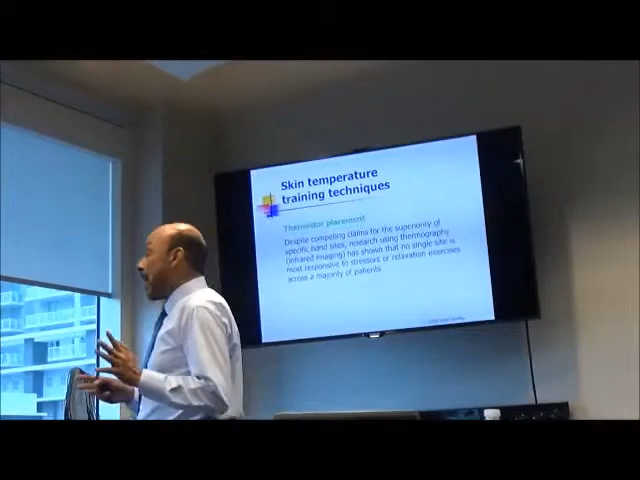 Skin temperature
training techniques
Thermistor placement
Despite competing claims for the superiority of
specific hand sites, research using thermography
(infrared imaging) has shown that no single site is
most responsive to stressors or relaxation exercises
across a majority of patients